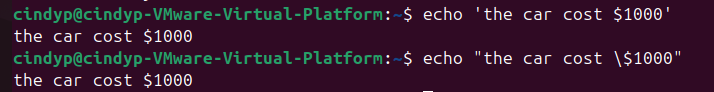 cindyp@cindyp-VMware-Virtual-Platform:~$ echo 'the car cost $1000'
the car cost $1000
cindyp@cindyp-VMware-Virtual-Platform:~$ echo "the car cost \$1000"
the car cost $1000